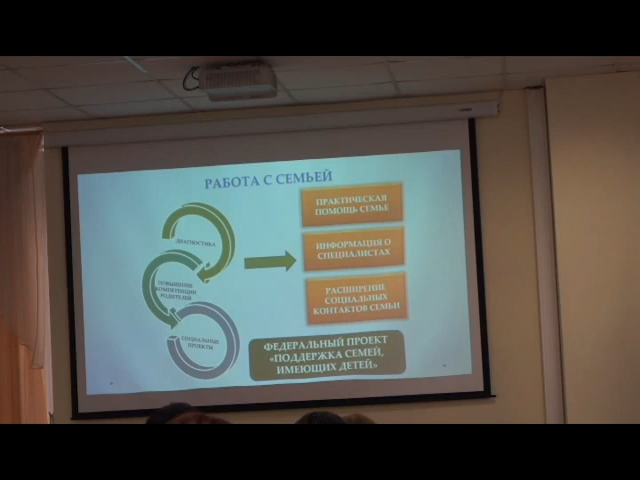 РАБОТА С СЕМЬЕЙ
ДИАГНОСТИКА
ПОВЫШЕНИЕ
КОМПЕТЕНЦИИ
РОДИТЕЛЕЙ
СОЦИАЛЬНЫЕ
ПРОЕКТЫ
ПРАКТИЧЕСКАЯ
ПОМОЩЬ СЕМЬЕ
ИНФОРМАЦИЯ О
СПЕЦИАЛИСТАХ
РАСШИРЕНИЕ
СОЦИАЛЬНЫХ
КОНТАКТОВ СЕМЬИ
ФЕДЕРАЛЬНЫЙ ПРОЕКТ
«ПОДДЕРЖКА СЕМЕЙ,
ИМЕЮЩИХ ДЕТЕЙ»